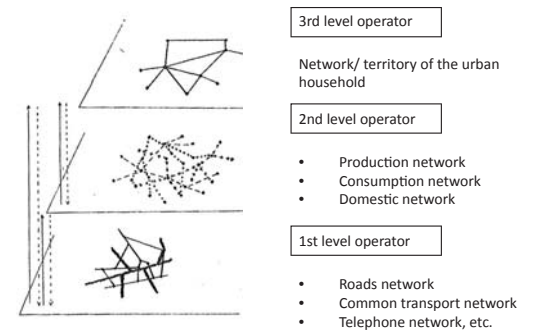 3rd level operator
Network/ territory of the urban
household
2nd level operator
• Production network
• Consumption network
• Domestic network
1st level operator
• Roads network
• Common transport network
• Telephone network, etc.